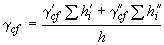 γ_cf = (γ′_cf ∑ h′_i + γ″_cf ∑ h″_i) / h